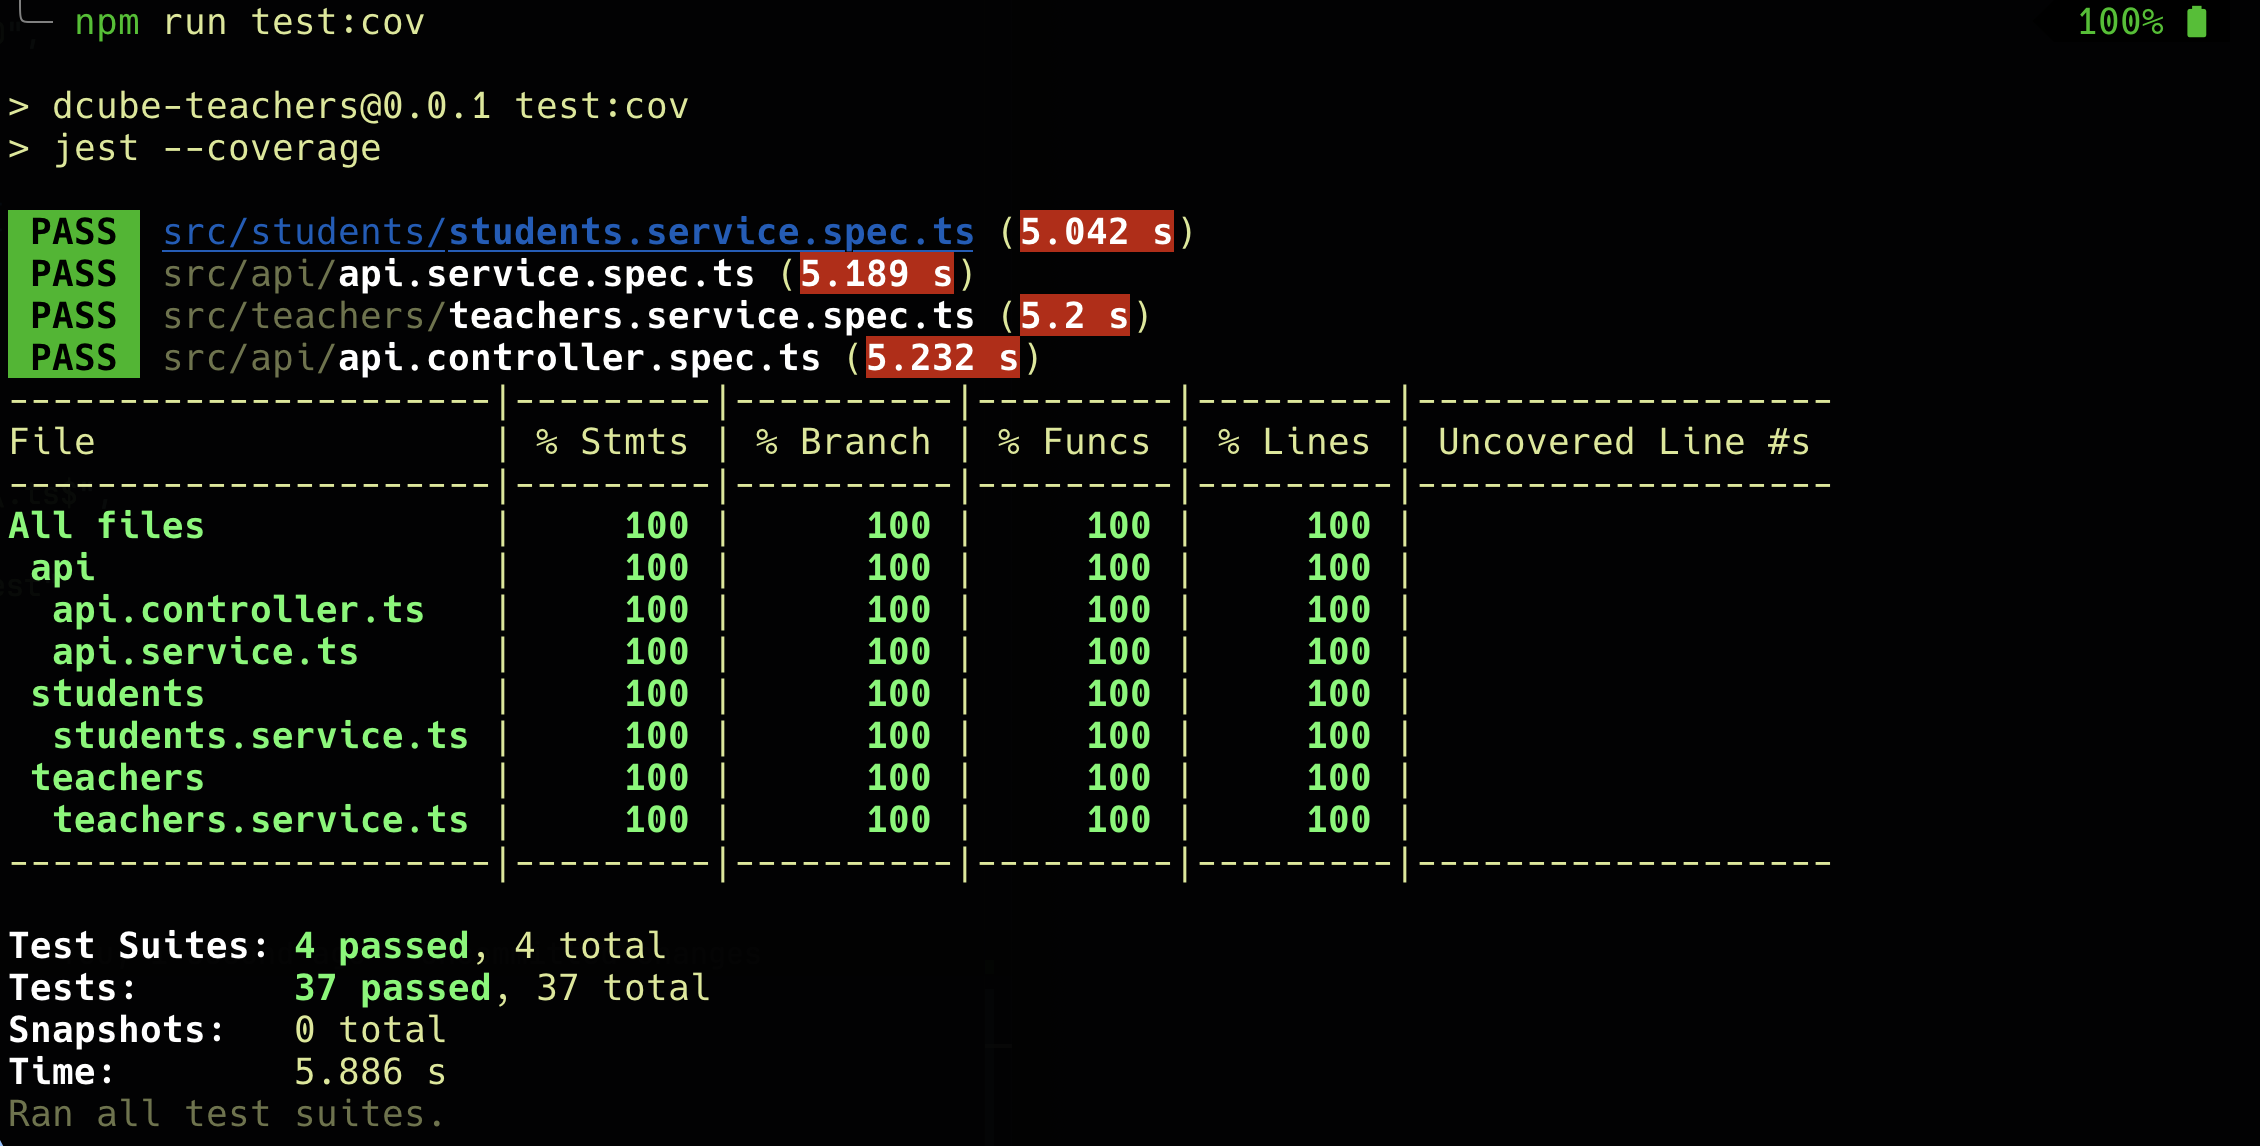 npm run test:cov 100%
> dcube-teachers@0.0.1 test:cov
> jest --coverage
PASS src/students/students.service.spec.ts (5.042 s)
PASS src/api/api.service.spec.ts (5.189 s)
PASS src/teachers/teachers.service.spec.ts (5.2 s)
PASS src/api/api.controller.spec.ts (5.232 s)
----------------------|---------|----------|---------|---------|-------------------
File                  | % Stmts | % Branch | % Funcs | % Lines | Uncovered Line #s
----------------------|---------|----------|---------|---------|-------------------
All files             |     100 |      100 |     100 |     100 |
 api                  |     100 |      100 |     100 |     100 |
  api.controller.ts   |     100 |      100 |     100 |     100 |
  api.service.ts      |     100 |      100 |     100 |     100 |
 students             |     100 |      100 |     100 |     100 |
  students.service.ts |     100 |      100 |     100 |     100 |
 teachers             |     100 |      100 |     100 |     100 |
  teachers.service.ts |     100 |      100 |     100 |     100 |
----------------------|---------|----------|---------|---------|-------------------
Test Suites: 4 passed, 4 total
Tests:       37 passed, 37 total
Snapshots:   0 total
Time:        5.886 s
Ran all test suites.